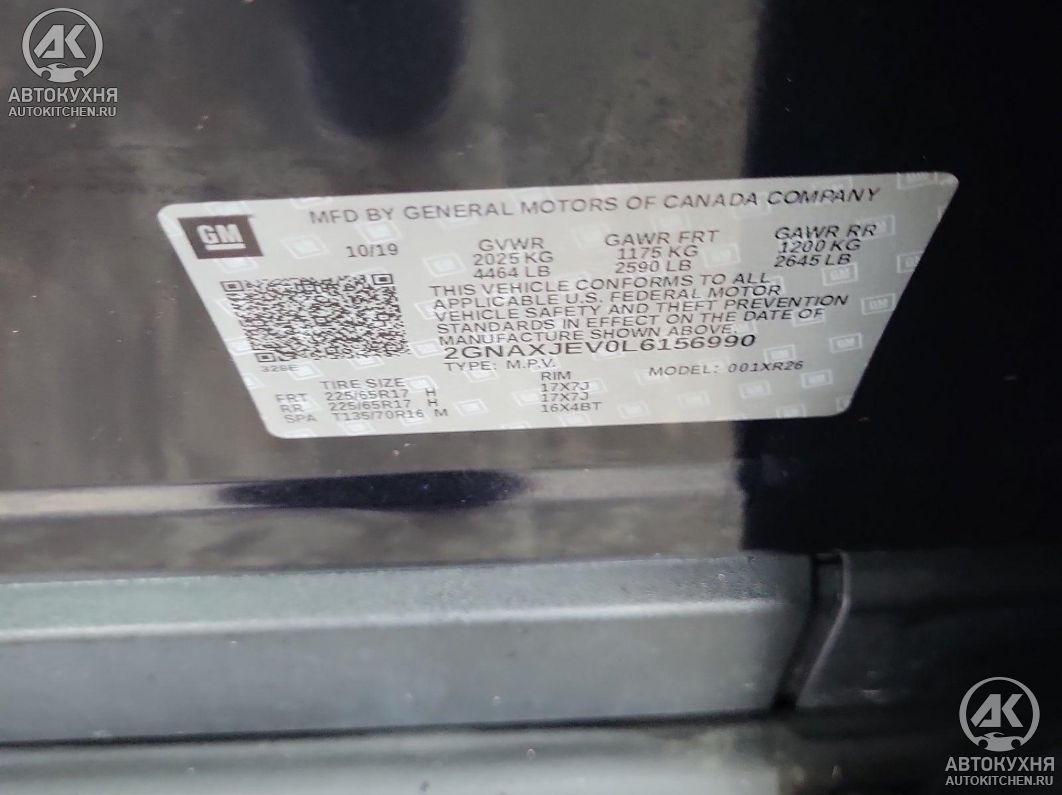 АВТОКУХНЯ
AUTOKITCHEN.RU
GM
MFD BY GENERAL MOTORS OF CANADA COMPANY
10/19 GVWR GAWR FRT GAWR RR
2025 KG 1175 KG 1200 KG
4464 LB 2590 LB 2645 LB
THIS VEHICLE CONFORMS TO ALL
APPLICABLE U.S. FEDERAL MOTOR
VEHICLE SAFETY AND THEFT PREVENTION
STANDARDS IN EFFECT ON THE DATE OF
MANUFACTURE SHOWN ABOVE.
2GNAXJEV0L6156990
TYPE: M.P.V. MODEL: 001XR26
TIRE SIZE RIM
FRT 225/65R17 H 17X7J
RR 225/65R17 H 17X7J
SPA T135/70R16 M 16X4BT
АВТОКУХНЯ
AUTOKITCHEN.RU